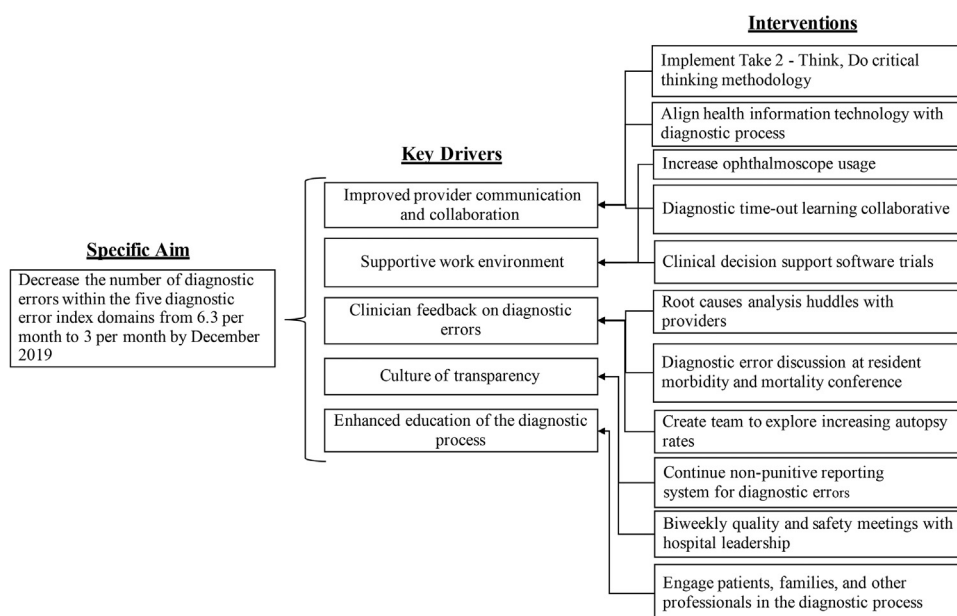 Interventions
Implement Take 2 - Think, Do critical
thinking methodology
Align health information technology with
diagnostic process
Key Drivers
Increase ophthalmoscope usage
Improved provider communication
and collaboration
Diagnostic time-out learning collaborative
Specific Aim
Decrease the number of diagnostic
errors within the five diagnostic
error index domains from 6.3 per
month to 3 per month by December
2019
Supportive work environment
Clinical decision support software trials
Clinician feedback on diagnostic
errors
Root causes analysis huddles with
providers
Culture of transparency
Diagnostic error discussion at resident
morbidity and mortality conference
Enhanced education of the diagnostic
process
Create team to explore increasing autopsy
rates
Continue non-punitive reporting
system for diagnostic errors
Biweekly quality and safety meetings with
hospital leadership
Engage patients, families, and other
professionals in the diagnostic process